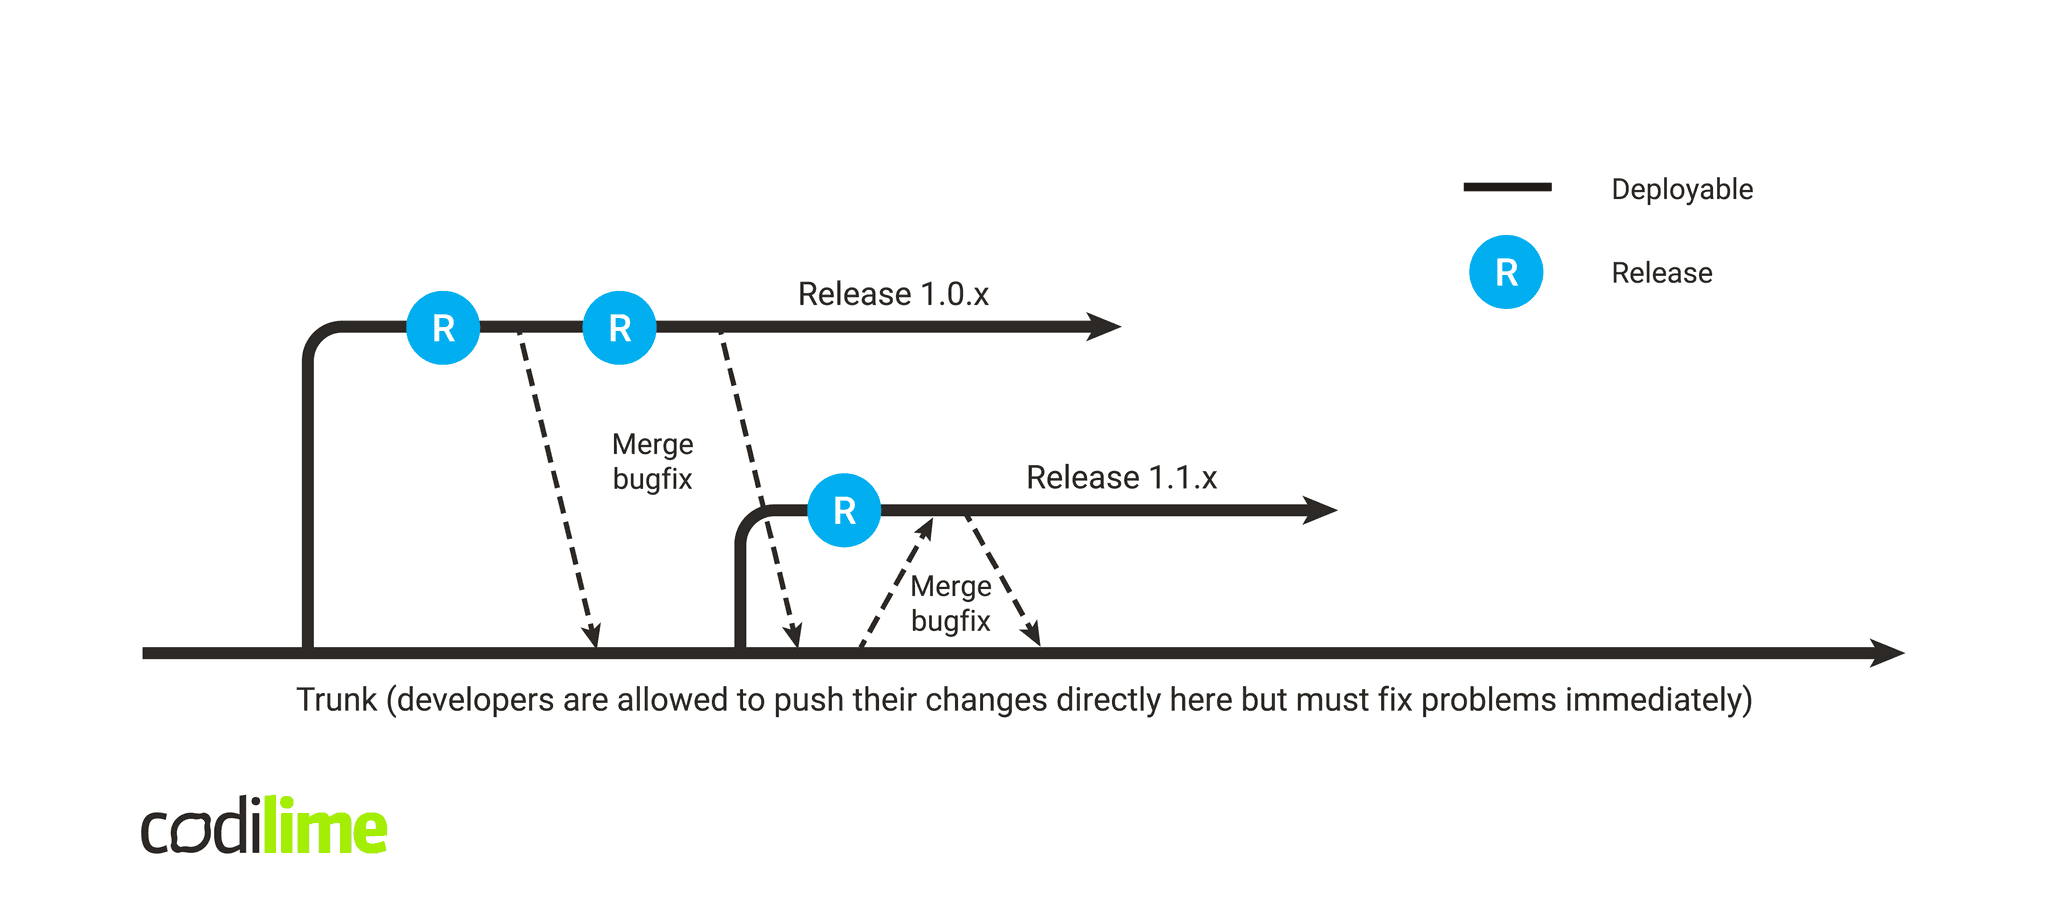 Deployable
R
Release
Release 1.0.x
R
R
Merge
bugfix
Release 1.1.x
R
Merge
bugfix
Trunk (developers are allowed to push their changes directly here but must fix problems immediately)
codilime